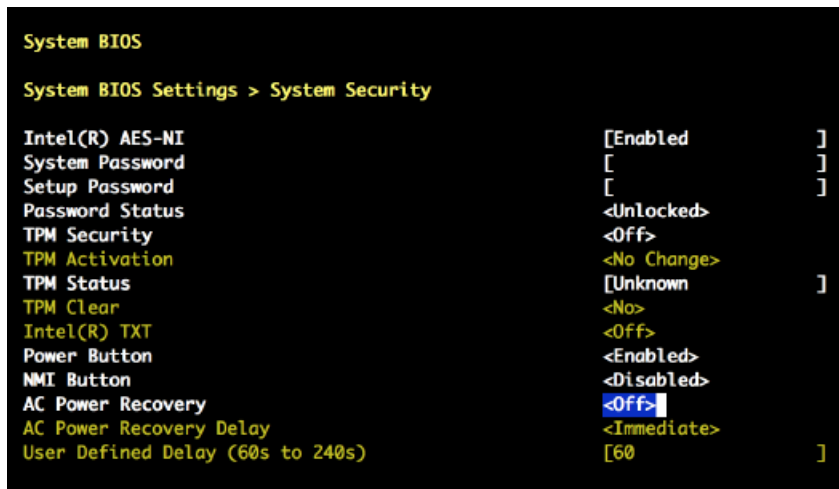 System BIOS
System BIOS Settings > System Security
Intel(R) AES-NI [Enabled ]
System Password [ ]
Setup Password [ ]
Password Status <Unlocked>
TPM Security <Off>
TPM Activation <No Change>
TPM Status [Unknown ]
TPM Clear <No>
Intel(R) TXT <Off>
Power Button <Enabled>
NMI Button <Disabled>
AC Power Recovery <Off>
AC Power Recovery Delay <Immediate>
User Defined Delay (60s to 240s) [60 ]